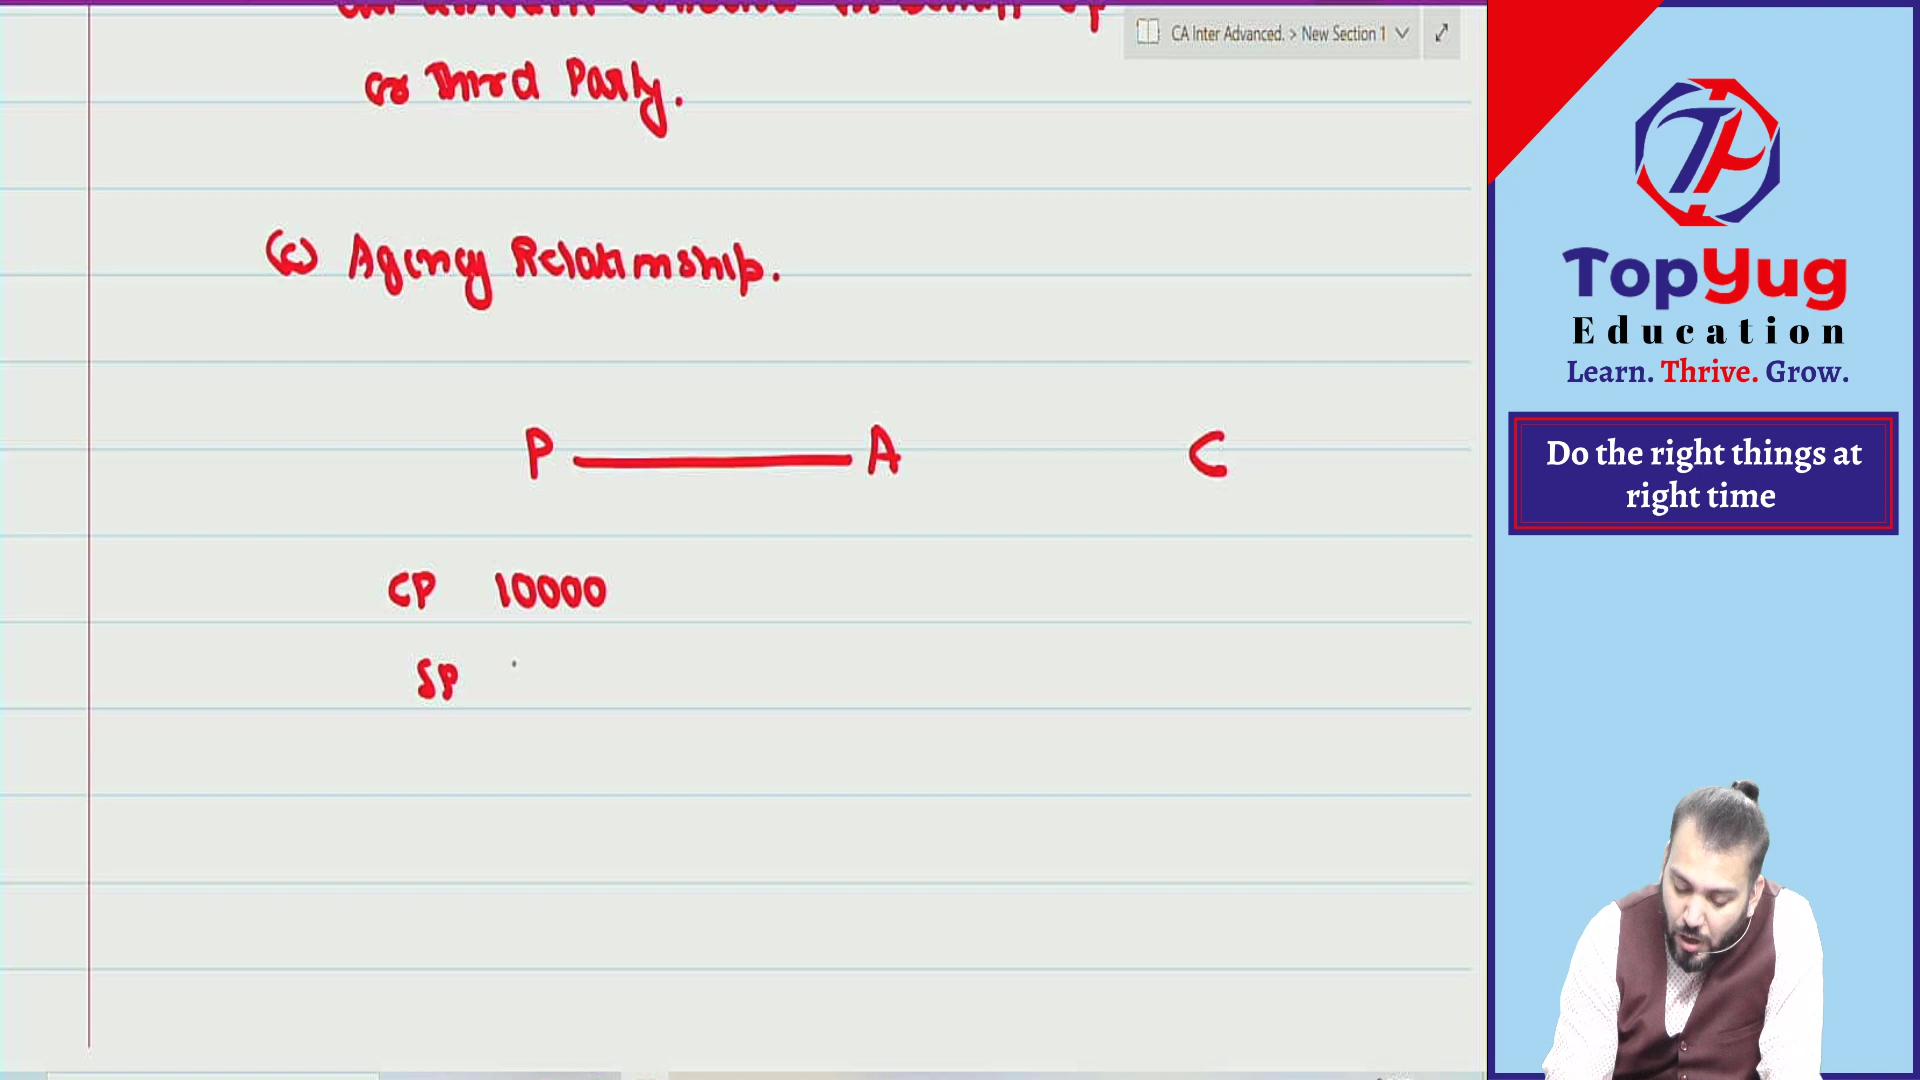 or Third Party.
CA Inter Advanced. > New Section 1
(c) Agency Relationship.
P A C
CP 10000
SP
TopYug
Education
Learn. Thrive. Grow.
Do the right things at
right time